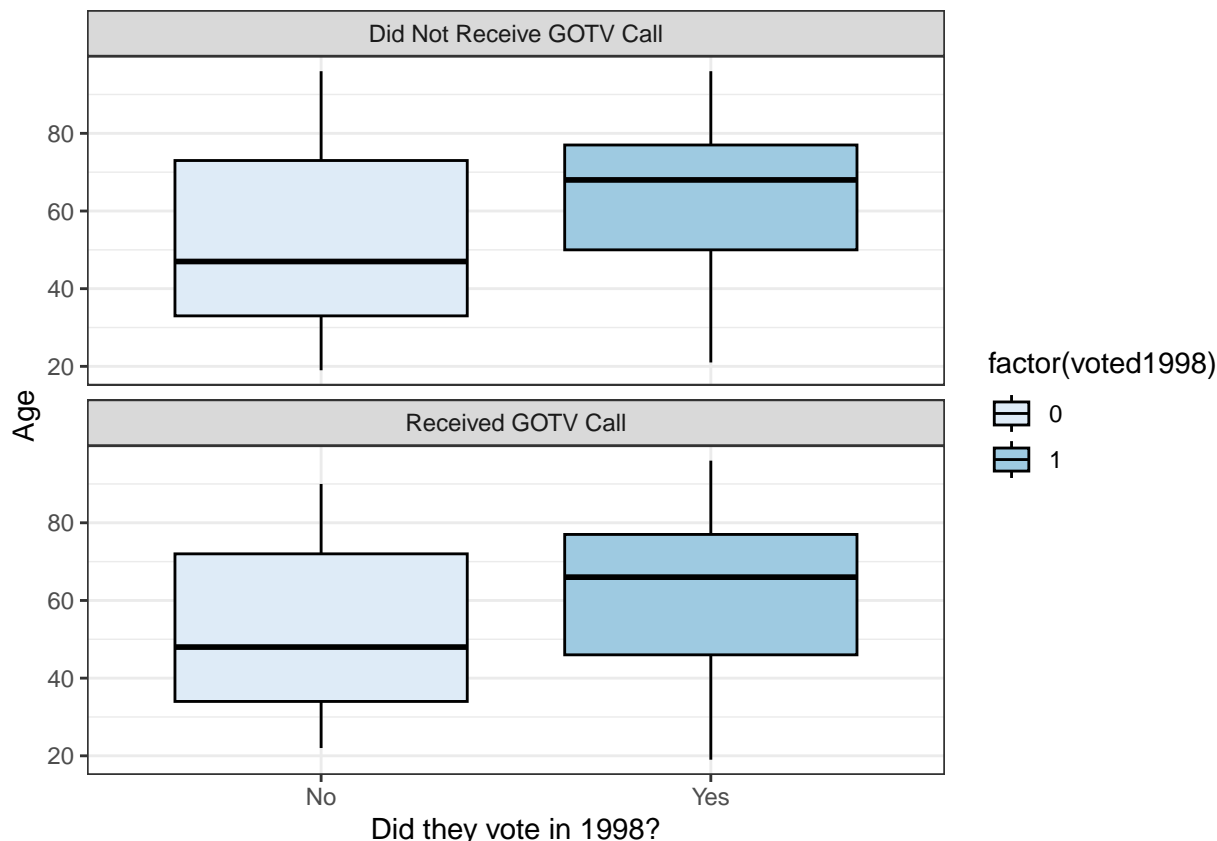 Did Not Receive GOTV Call
80
60
40
20
Received GOTV Call
80
60
40
20
Age
No
Yes
Did they vote in 1998?
factor(voted1998)
0
1